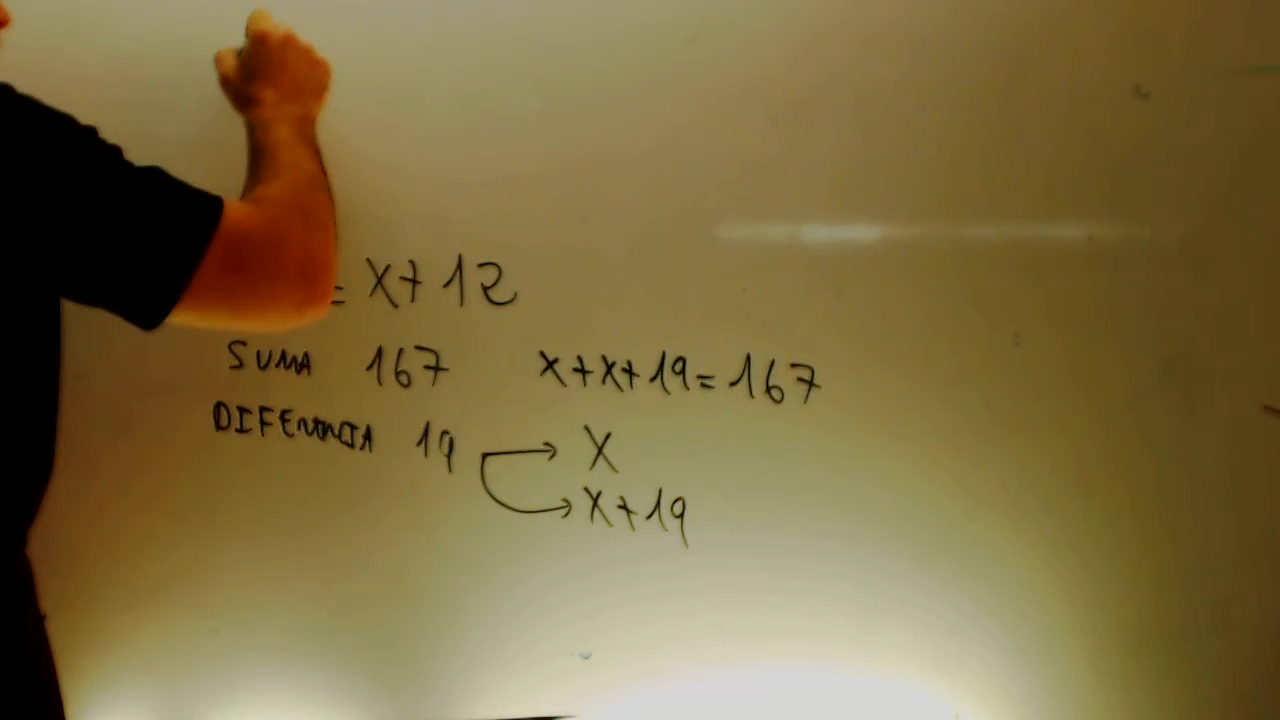 = x+12
SUMA 167 x+x+19=167
DIFERENCIA 19 x
x+19